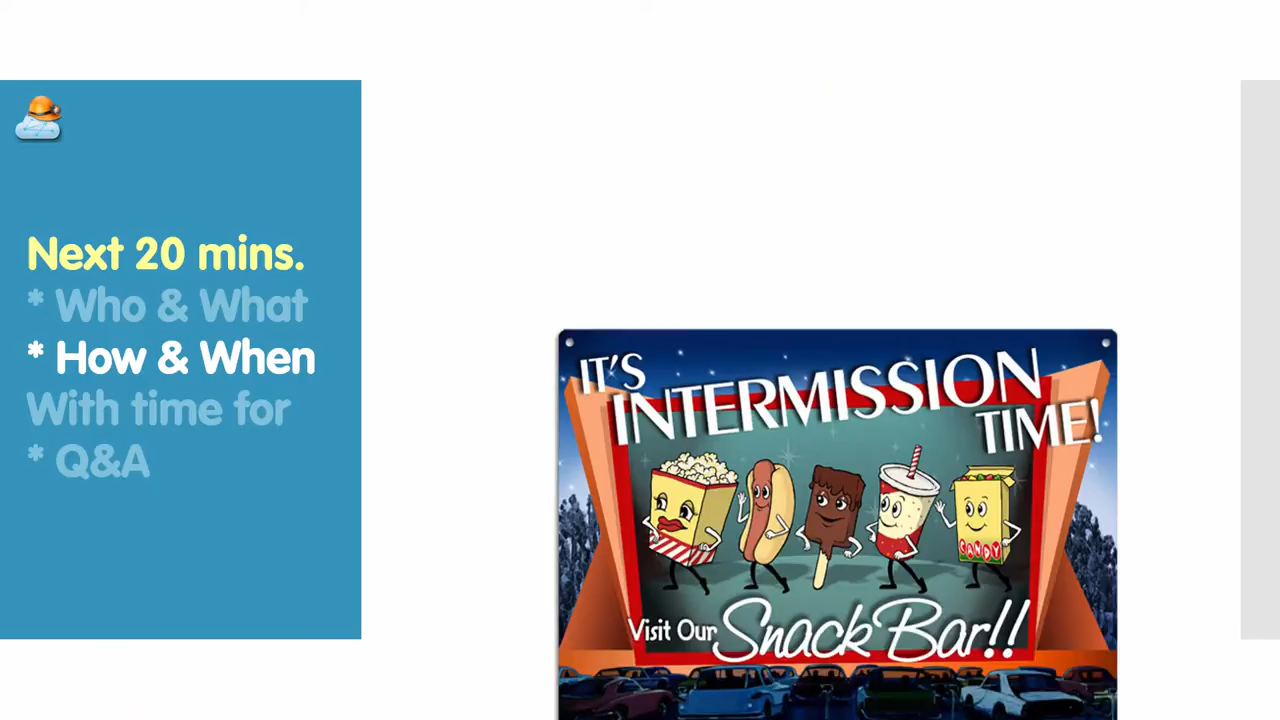 Next 20 mins.
* Who & What
* How & When
With time for
* Q&A
IT'S
INTERMISSION
TIME!
CANDY
Visit Our Snack Bar!!